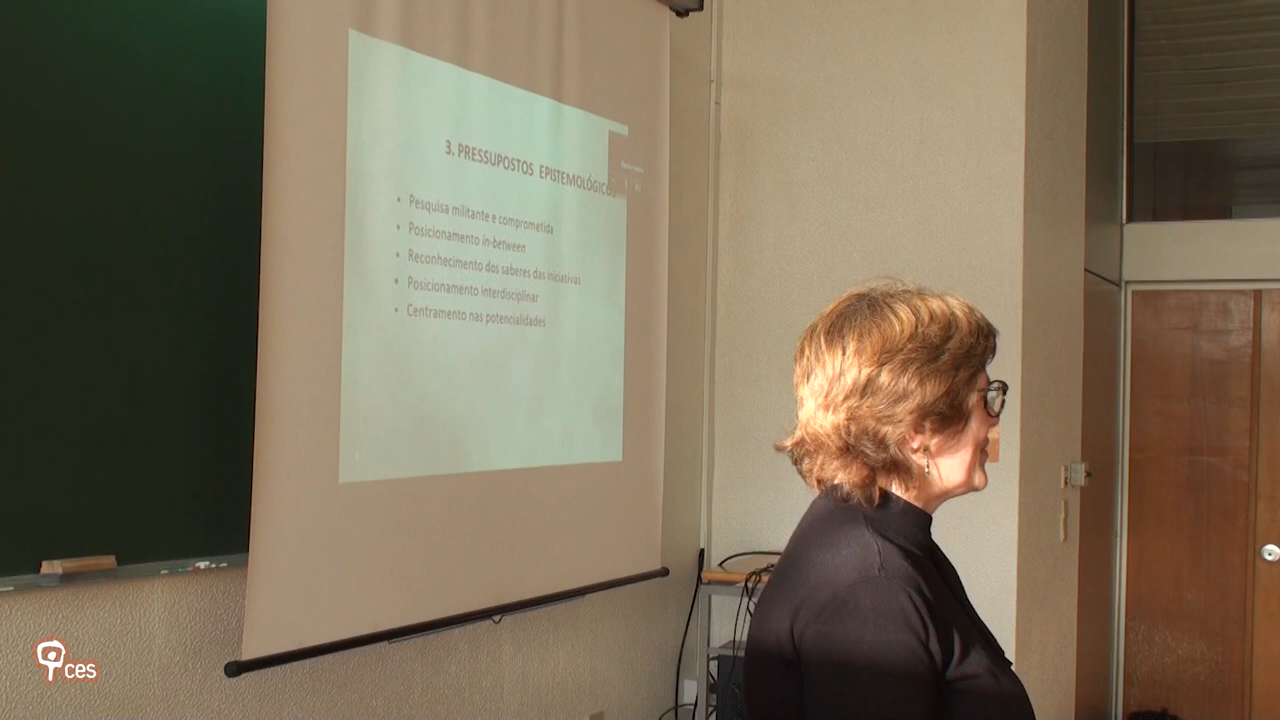 3. PRESSUPOSTOS EPISTEMOLÓGICOS
• Pesquisa militante e comprometida
• Posicionamento in-between
• Reconhecimento dos saberes das iniciativas
• Posicionamento interdisciplinar
• Centramento nas potencialidades
ces